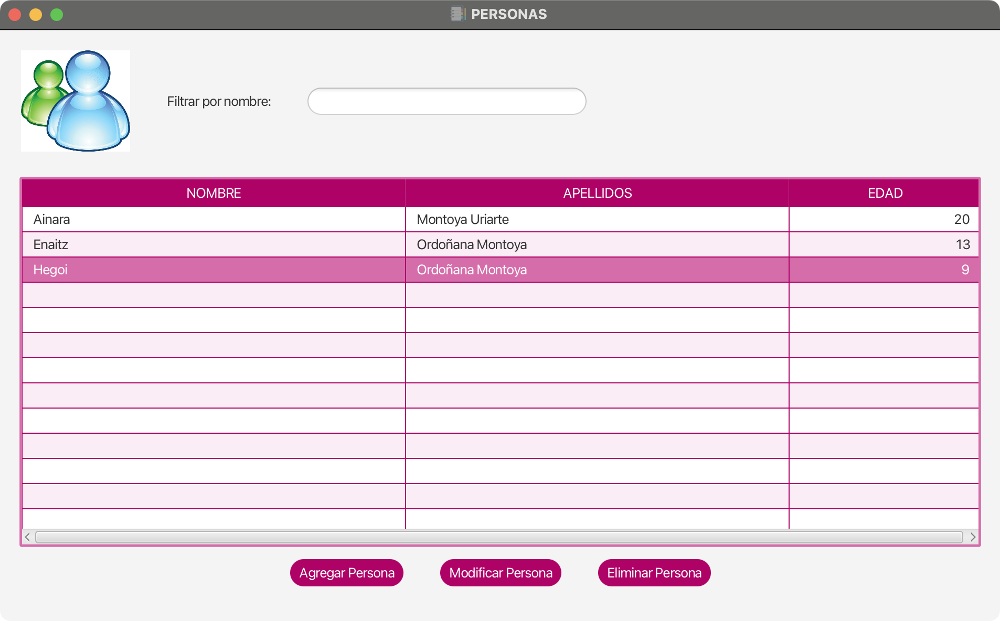 PERSONAS
Filtrar por nombre:
NOMBRE APELLIDOS EDAD
Ainara Montoya Uriarte 20
Enaitz Ordoñana Montoya 13
Hegoi Ordoñana Montoya 9
Agregar Persona Modificar Persona Eliminar Persona